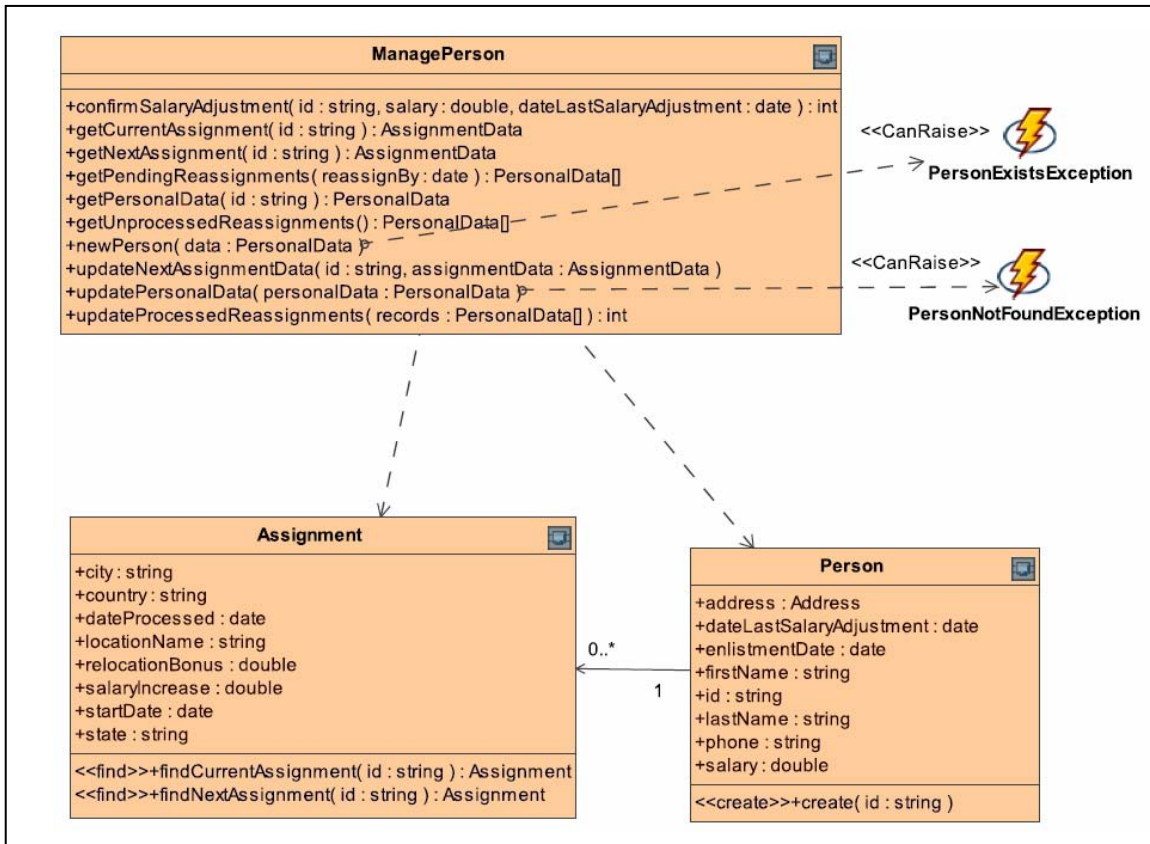 ManagePerson
+confirmSalaryAdjustment( id : string, salary : double, dateLastSalaryAdjustment : date ) : int
+getCurrentAssignment( id : string ) : AssignmentData
+getNextAssignment( id : string ) : AssignmentData
+getPendingReassignments( reassignBy : date ) : PersonalData[]
+getPersonalData( id : string ) : PersonalData
+getUnprocessedReassignments() : PersonalData[]
+newPerson( data : PersonalData )
+updateNextAssignmentData( id : string, assignmentData : AssignmentData )
+updatePersonalData( personalData : PersonalData )
+updateProcessedReassignments( records : PersonalData[] ) : int
<<CanRaise>>
PersonExistsException
<<CanRaise>>
PersonNotFoundException
Assignment
+city : string
+country : string
+dateProcessed : date
+locationName : string
+relocationBonus : double
+salaryIncrease : double
+startDate : date
+state : string
<<find>>+findCurrentAssignment( id : string ) : Assignment
<<find>>+findNextAssignment( id : string ) : Assignment
0..*
1
Person
+address : Address
+dateLastSalaryAdjustment : date
+enlistmentDate : date
+firstName : string
+id : string
+lastName : string
+phone : string
+salary : double
<<create>>+create( id : string )